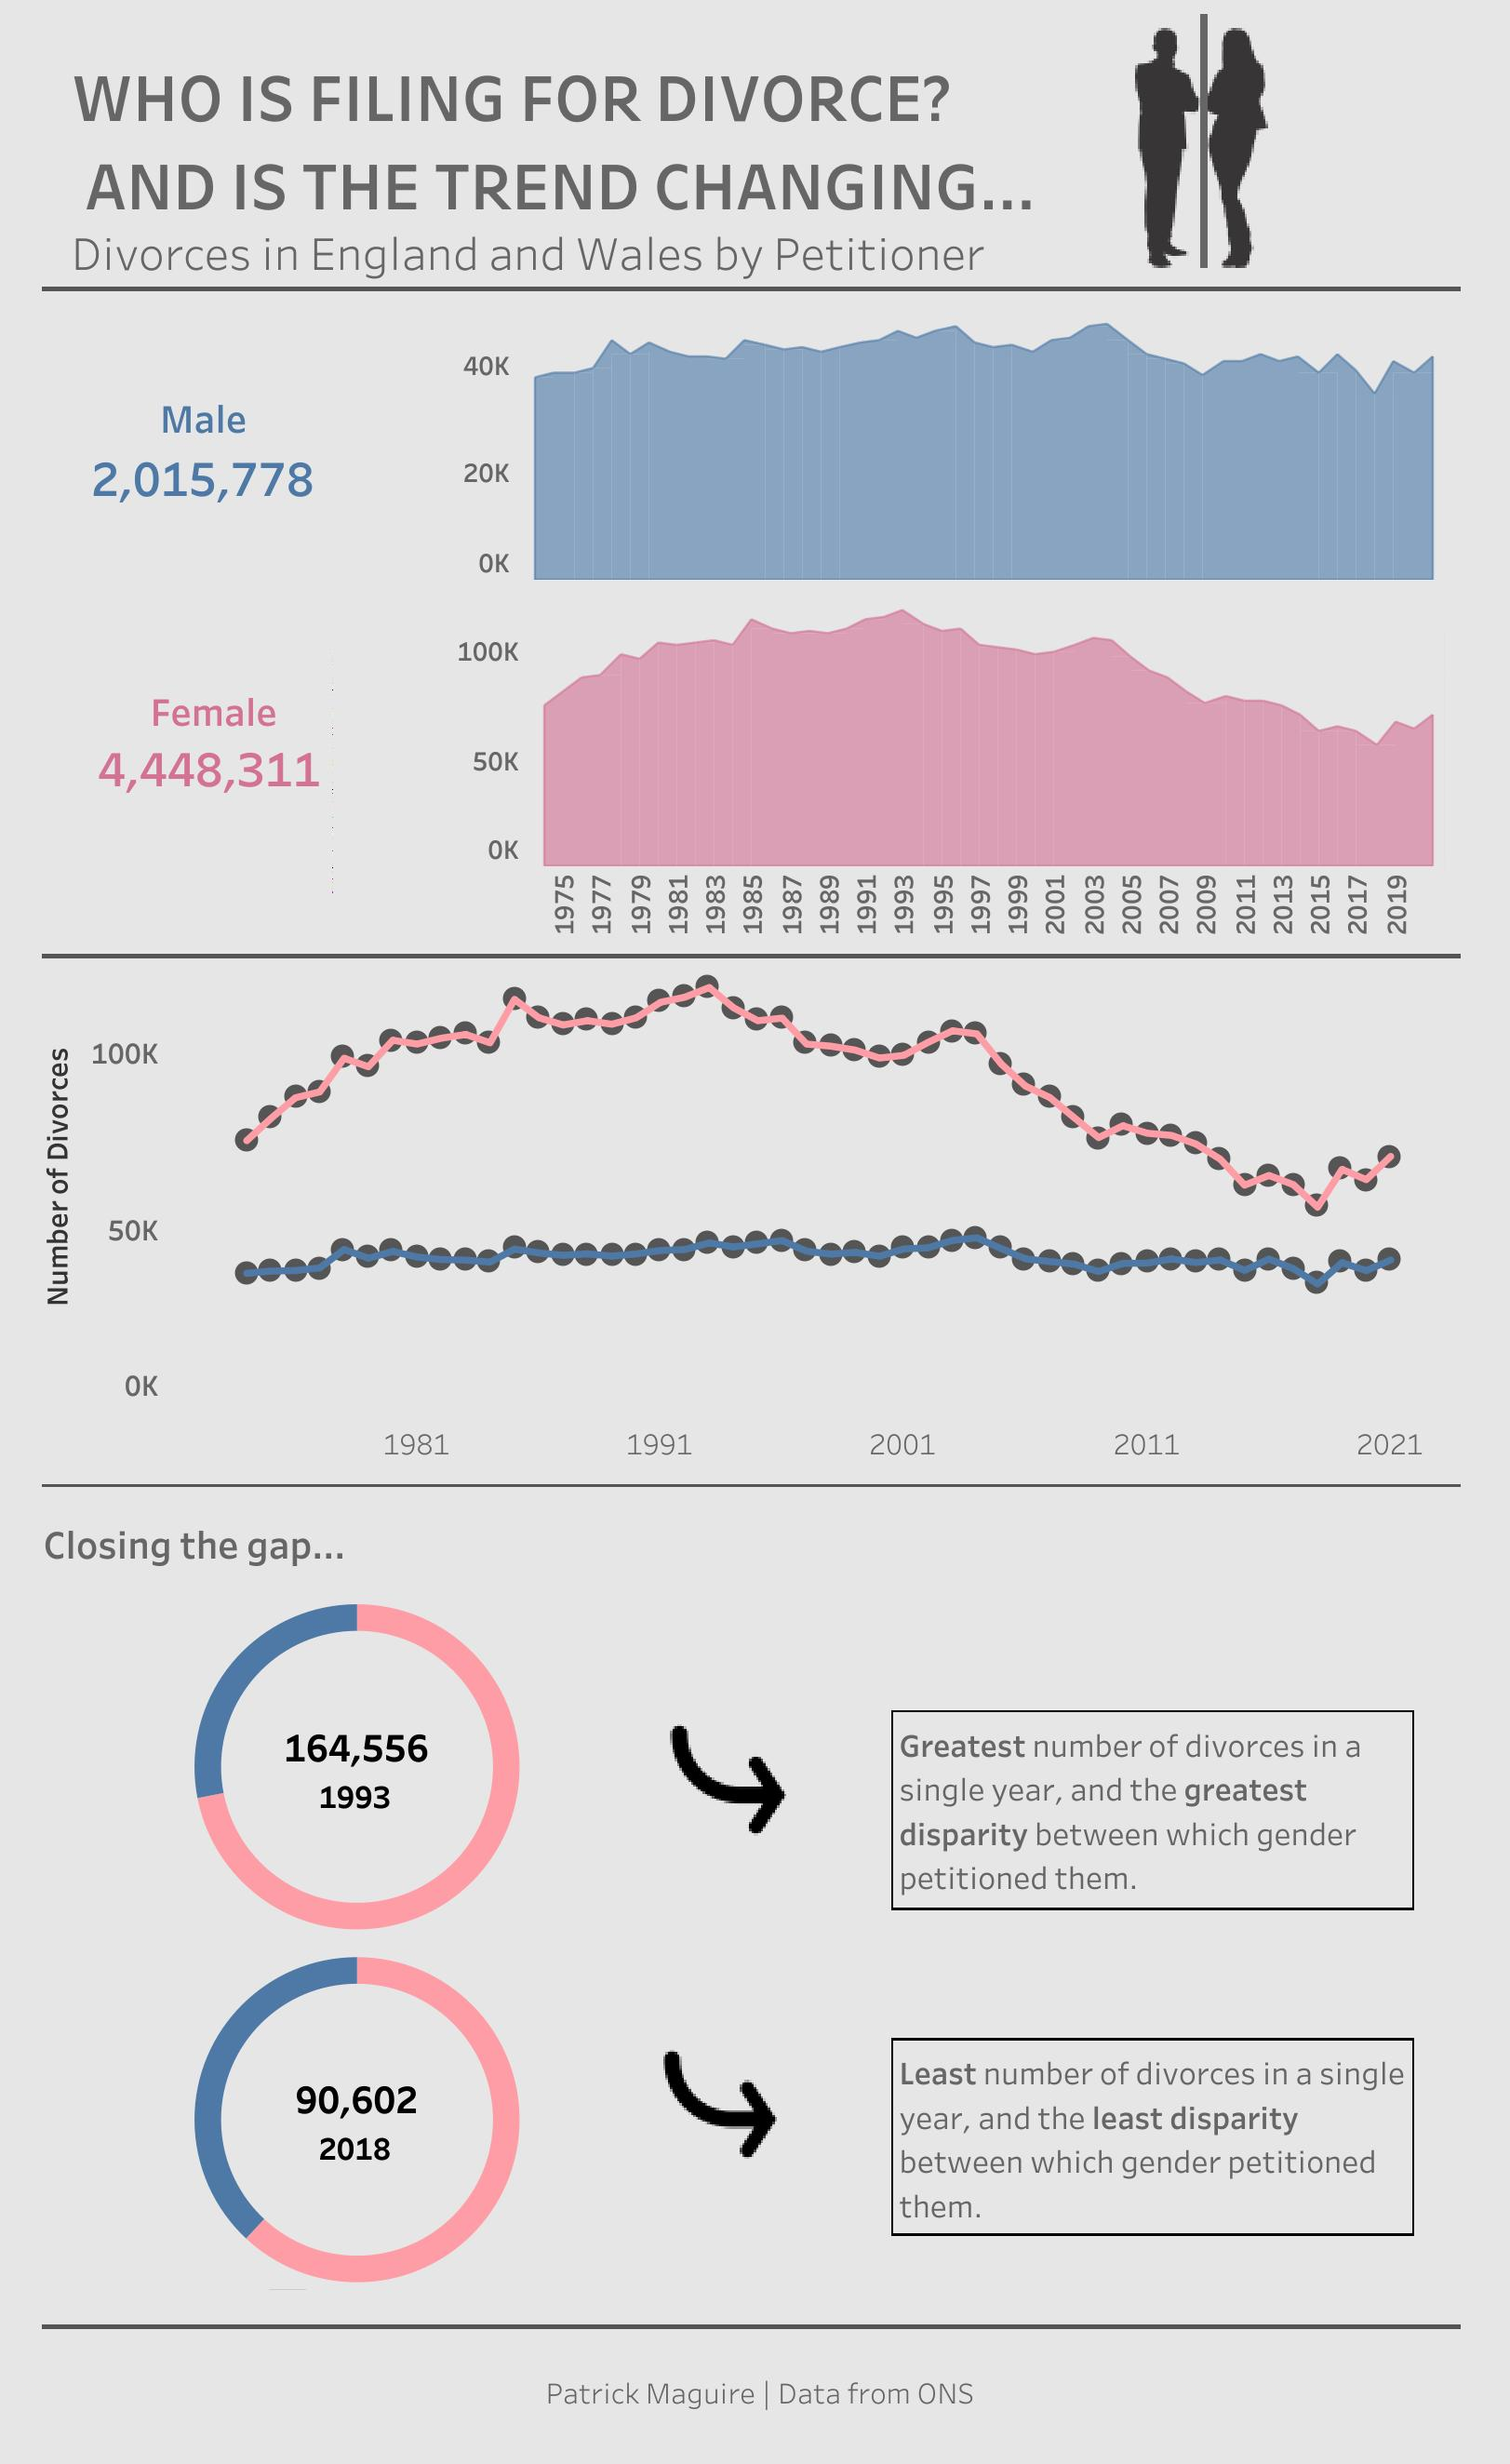 WHO IS FILING FOR DIVORCE?
AND IS THE TREND CHANGING...
Divorces in England and Wales by Petitioner
Male
2,015,778
40K
20K
0K
Female
4,448,311
100K
50K
0K
1975
1977
1979
1981
1983
1985
1987
1989
1991
1993
1995
1997
1999
2001
2003
2005
2007
2009
2011
2013
2015
2017
2019
Number of Divorces
100K
50K
0K
1981
1991
2001
2011
2021
Closing the gap...
164,556
1993
Greatest number of divorces in a
single year, and the greatest
disparity between which gender
petitioned them.
90,602
2018
Least number of divorces in a single
year, and the least disparity
between which gender petitioned
them.
Patrick Maguire | Data from ONS